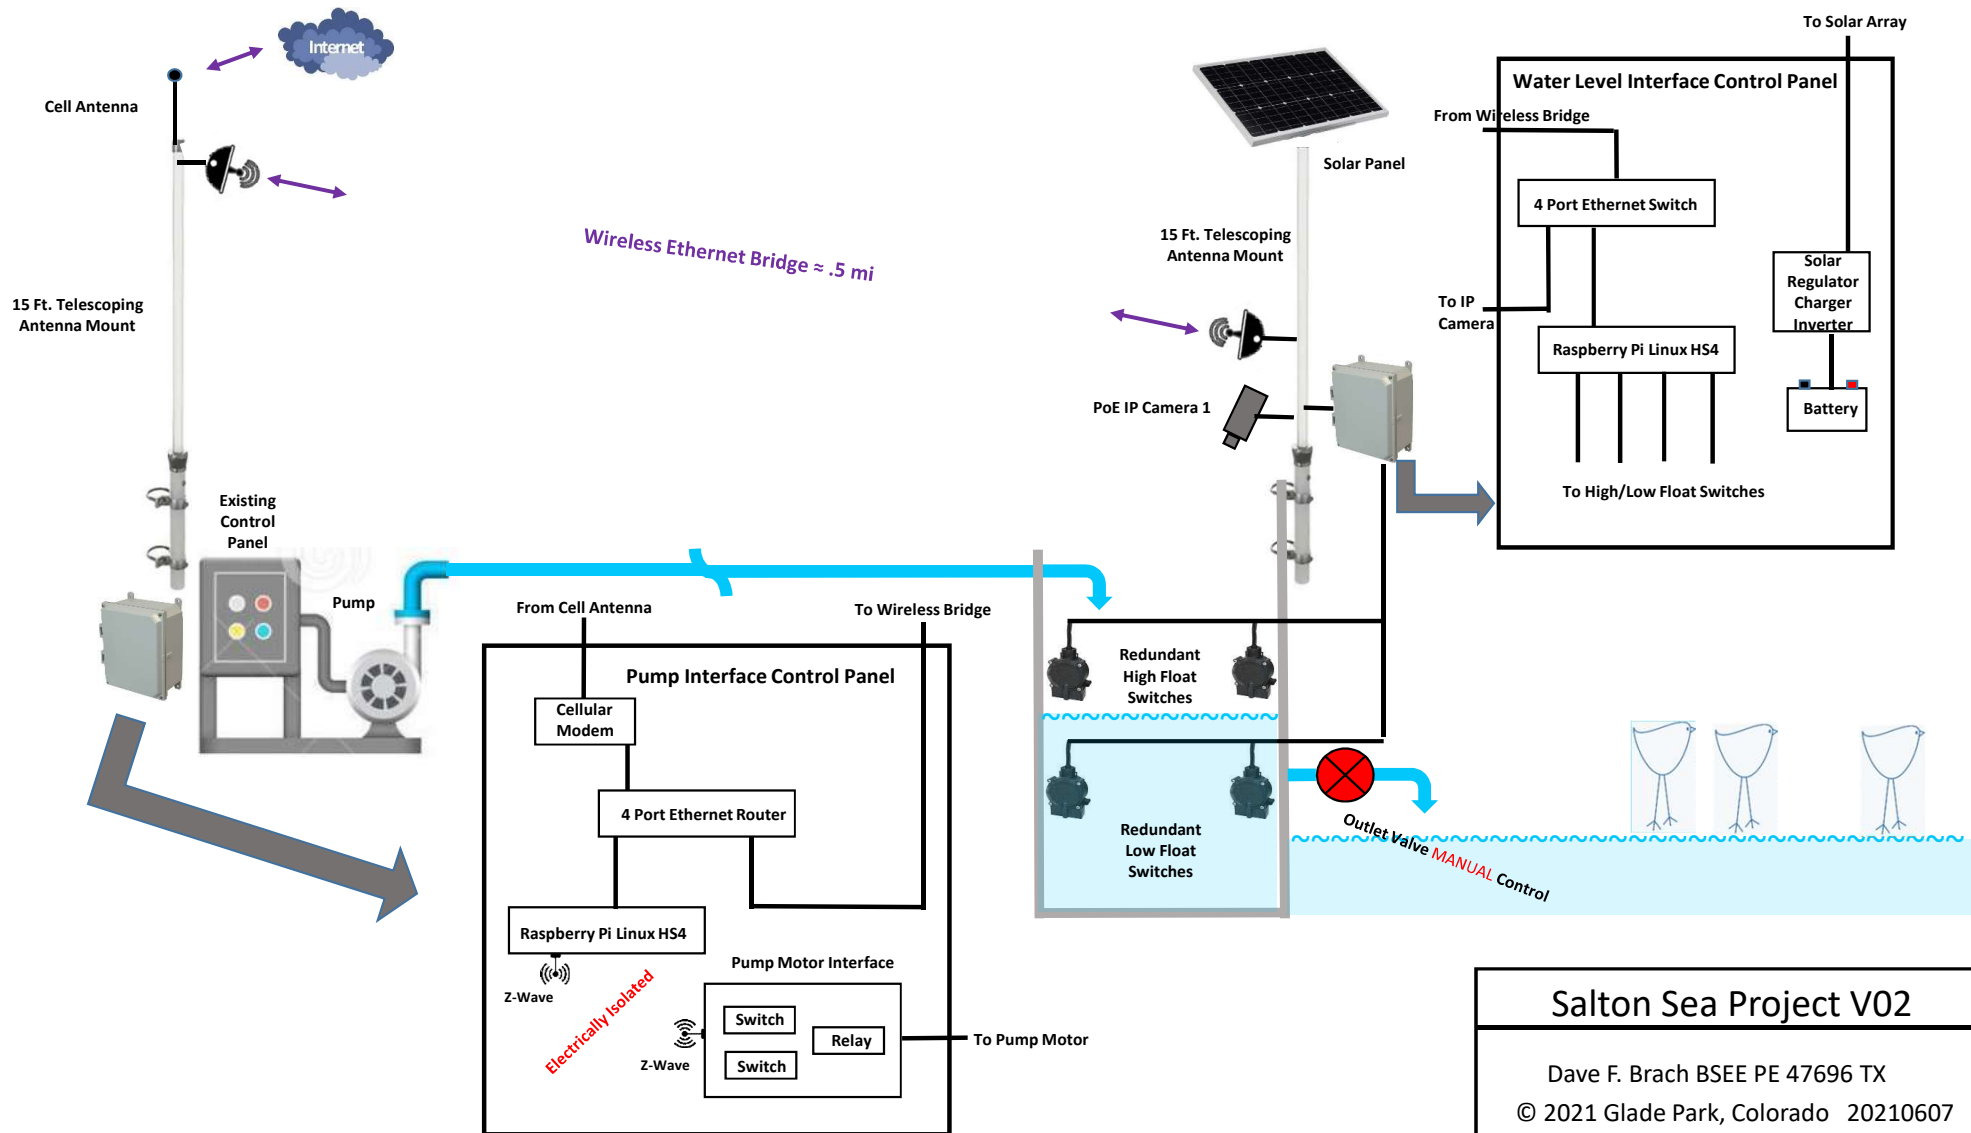 Internet
Cell Antenna
15 Ft. Telescoping
Antenna Mount
Existing
Control
Panel
Pump
Wireless Ethernet Bridge ≈ .5 mi
Solar Panel
15 Ft. Telescoping
Antenna Mount
PoE IP Camera 1
To Solar Array
Water Level Interface Control Panel
From Wireless Bridge
4 Port Ethernet Switch
Solar
Regulator
Charger
Inverter
To IP
Camera
Raspberry Pi Linux HS4
Battery
To High/Low Float Switches
From Cell Antenna
To Wireless Bridge
Pump Interface Control Panel
Cellular
Modem
4 Port Ethernet Router
Raspberry Pi Linux HS4
Z-Wave
Electrically Isolated
Pump Motor Interface
Z-Wave
Switch
Switch
Relay
To Pump Motor
Redundant
High Float
Switches
Redundant
Low Float
Switches
Outlet Valve MANUAL Control
Salton Sea Project V02
Dave F. Brach BSEE PE 47696 TX
© 2021 Glade Park, Colorado 20210607